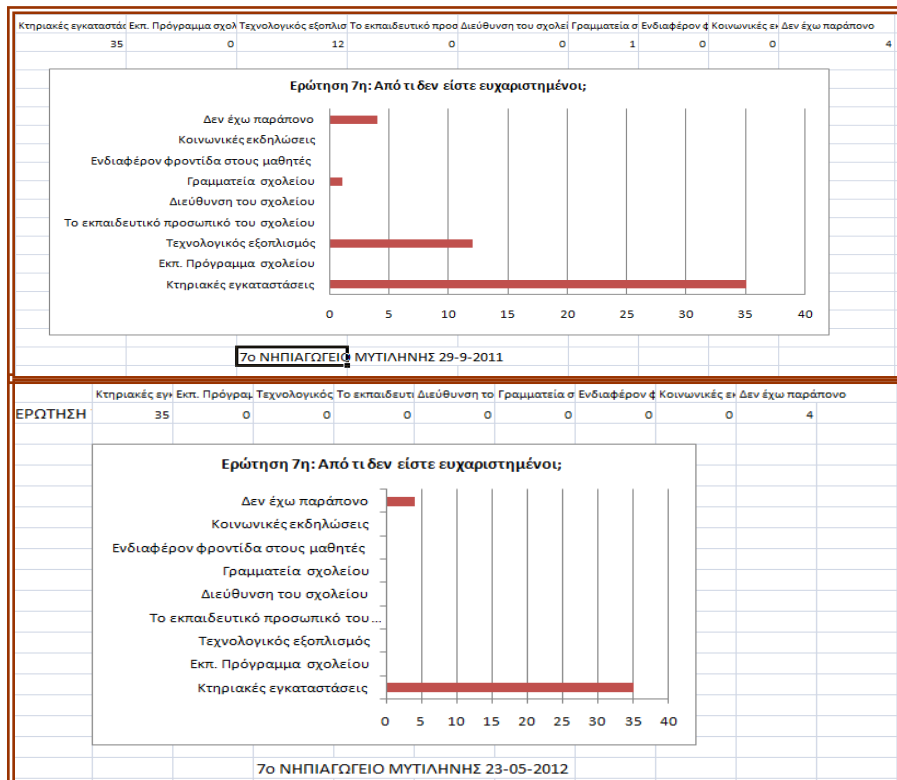 Κτηριακές εγκαταστάσ Εκπ. Πρόγραμμα σχολ Τεχνολογικός εξοπλισ Το εκπαιδευτικό προσ Διεύθυνση του σχολεί Γραμματεία σ Ενδιαφέρον φ Κοινωνικές εκ Δεν έχω παράπονο
35 0 12 0 0 1 0 0 4
Ερώτηση 7η: Από τι δεν είστε ευχαριστημένοι;
Δεν έχω παράπονο
Κοινωνικές εκδηλώσεις
Ενδιαφέρον φροντίδα στους μαθητές
Γραμματεία σχολείου
Διεύθυνση του σχολείου
Το εκπαιδευτικό προσωπικό του σχολείου
Τεχνολογικός εξοπλισμός
Εκπ. Πρόγραμμα σχολείου
Κτηριακές εγκαταστάσεις
0 5 10 15 20 25 30 35 40
7ο ΝΗΠΙΑΓΩΓΕΙΟ ΜΥΤΙΛΗΝΗΣ 29-9-2011
Κτηριακές εγκ Εκπ. Πρόγραμ Τεχνολογικός Το εκπαιδευτι Διεύθυνση το Γραμματεία σ Ενδιαφέρον φ Κοινωνικές εκ Δεν έχω παράπονο
ΕΡΩΤΗΣΗ 35 0 0 0 0 0 0 0 4
Ερώτηση 7η: Από τι δεν είστε ευχαριστημένοι;
Δεν έχω παράπονο
Κοινωνικές εκδηλώσεις
Ενδιαφέρον φροντίδα στους μαθητές
Γραμματεία σχολείου
Διεύθυνση του σχολείου
Το εκπαιδευτικό προσωπικό του...
Τεχνολογικός εξοπλισμός
Εκπ. Πρόγραμμα σχολείου
Κτηριακές εγκαταστάσεις
0 5 10 15 20 25 30 35 40
7ο ΝΗΠΙΑΓΩΓΕΙΟ ΜΥΤΙΛΗΝΗΣ 23-05-2012